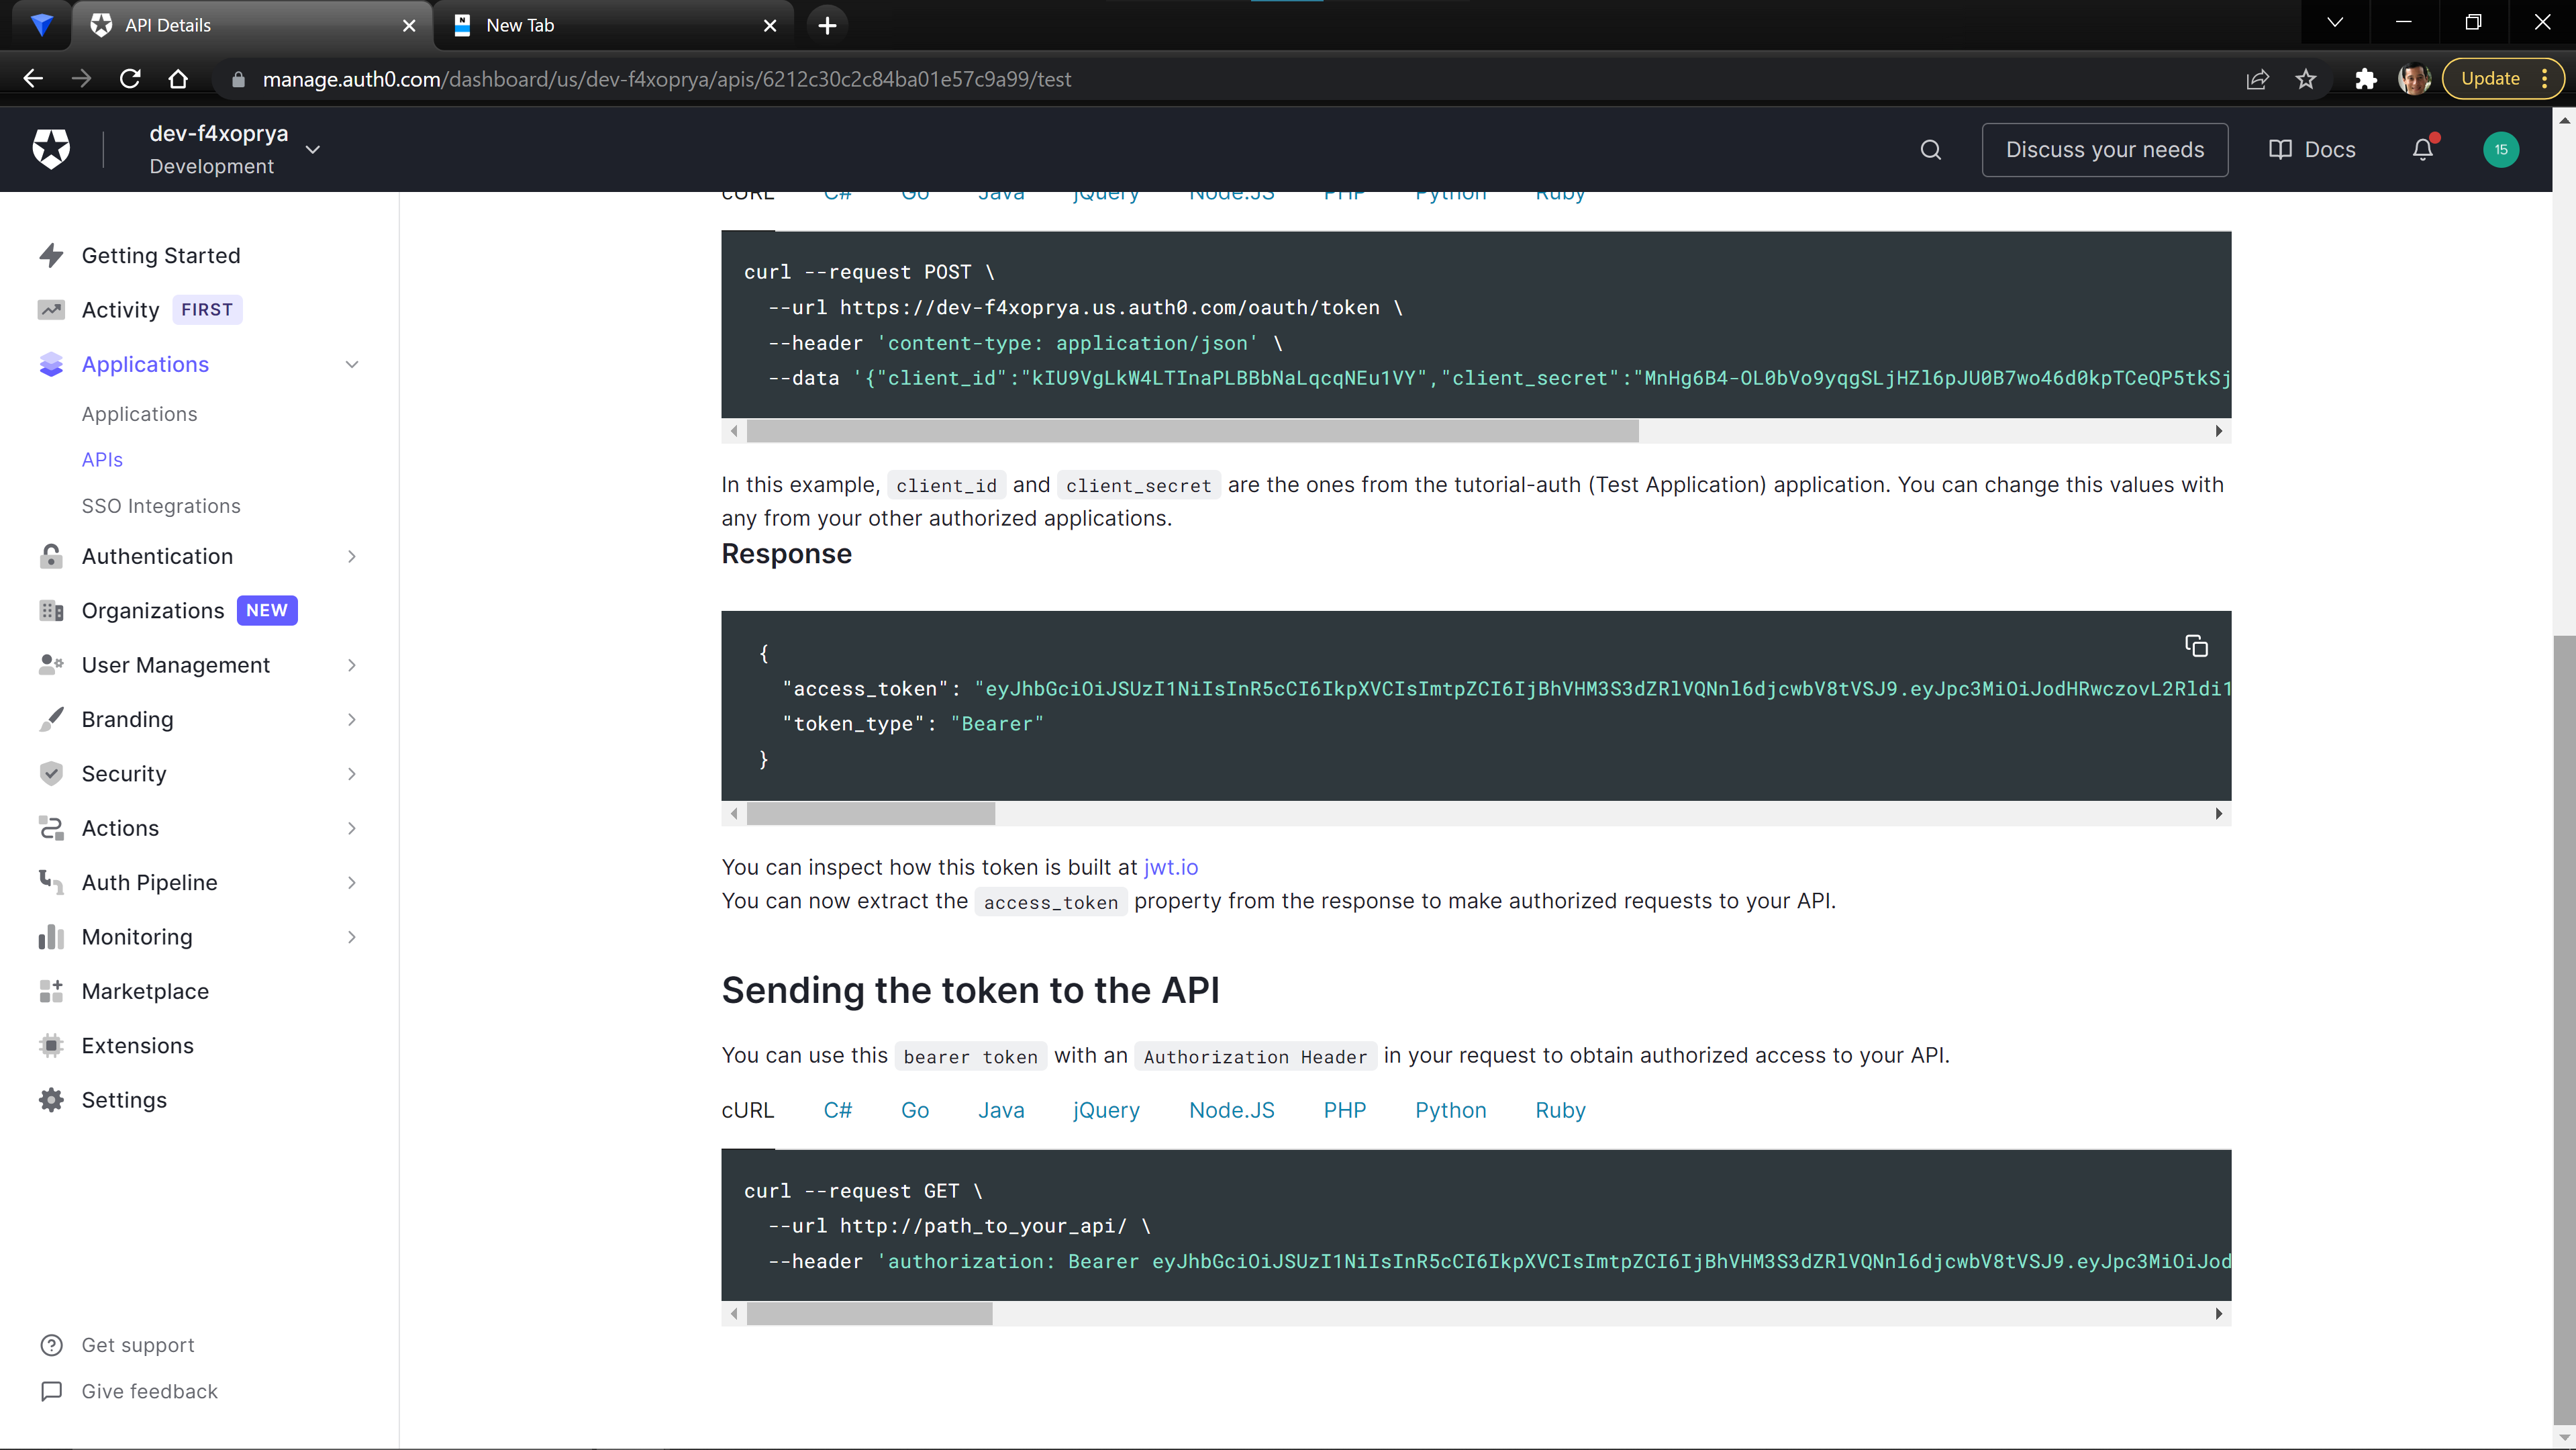 API Details
New Tab
manage.auth0.com/dashboard/us/dev-f4xoprya/apis/6212c30c2c84ba01e57c9a99/test
Update
dev-f4xoprya
Development
Discuss your needs
Docs
15
Getting Started
Activity FIRST
Applications
Applications
APIs
SSO Integrations
Authentication
Organizations NEW
User Management
Branding
Security
Actions
Auth Pipeline
Monitoring
Marketplace
Extensions
Settings
Get support
Give feedback
cURL C# Go Java jQuery Node.JS PHP Python Ruby
curl --request POST \
--url https://dev-f4xoprya.us.auth0.com/oauth/token \
--header 'content-type: application/json' \
--data '{"client_id":"kIU9VgLkW4LTInaPLBBbNaLqcqNEu1VY","client_secret":"MnHg6B4-OL0bVo9yqgSLjHZl6pJU0B7wo46d0kpTCeQP5tkSj
In this example, client_id and client_secret are the ones from the tutorial-auth (Test Application) application. You can change this values with
any from your other authorized applications.
Response
{
"access_token": "eyJhbGciOiJSUzI1NiIsInR5cCI6IkpXVCIsImtpZCI6IjBhVHM3S3dZRlVQNnl6djcwbV8tVSJ9.eyJpc3MiOiJodHRwczovL2Rldi1
"token_type": "Bearer"
}
You can inspect how this token is built at jwt.io
You can now extract the access_token property from the response to make authorized requests to your API.
Sending the token to the API
You can use this bearer token with an Authorization Header in your request to obtain authorized access to your API.
cURL C# Go Java jQuery Node.JS PHP Python Ruby
curl --request GET \
--url http://path_to_your_api/ \
--header 'authorization: Bearer eyJhbGciOiJSUzI1NiIsInR5cCI6IkpXVCIsImtpZCI6IjBhVHM3S3dZRlVQNnl6djcwbV8tVSJ9.eyJpc3MiOiJod